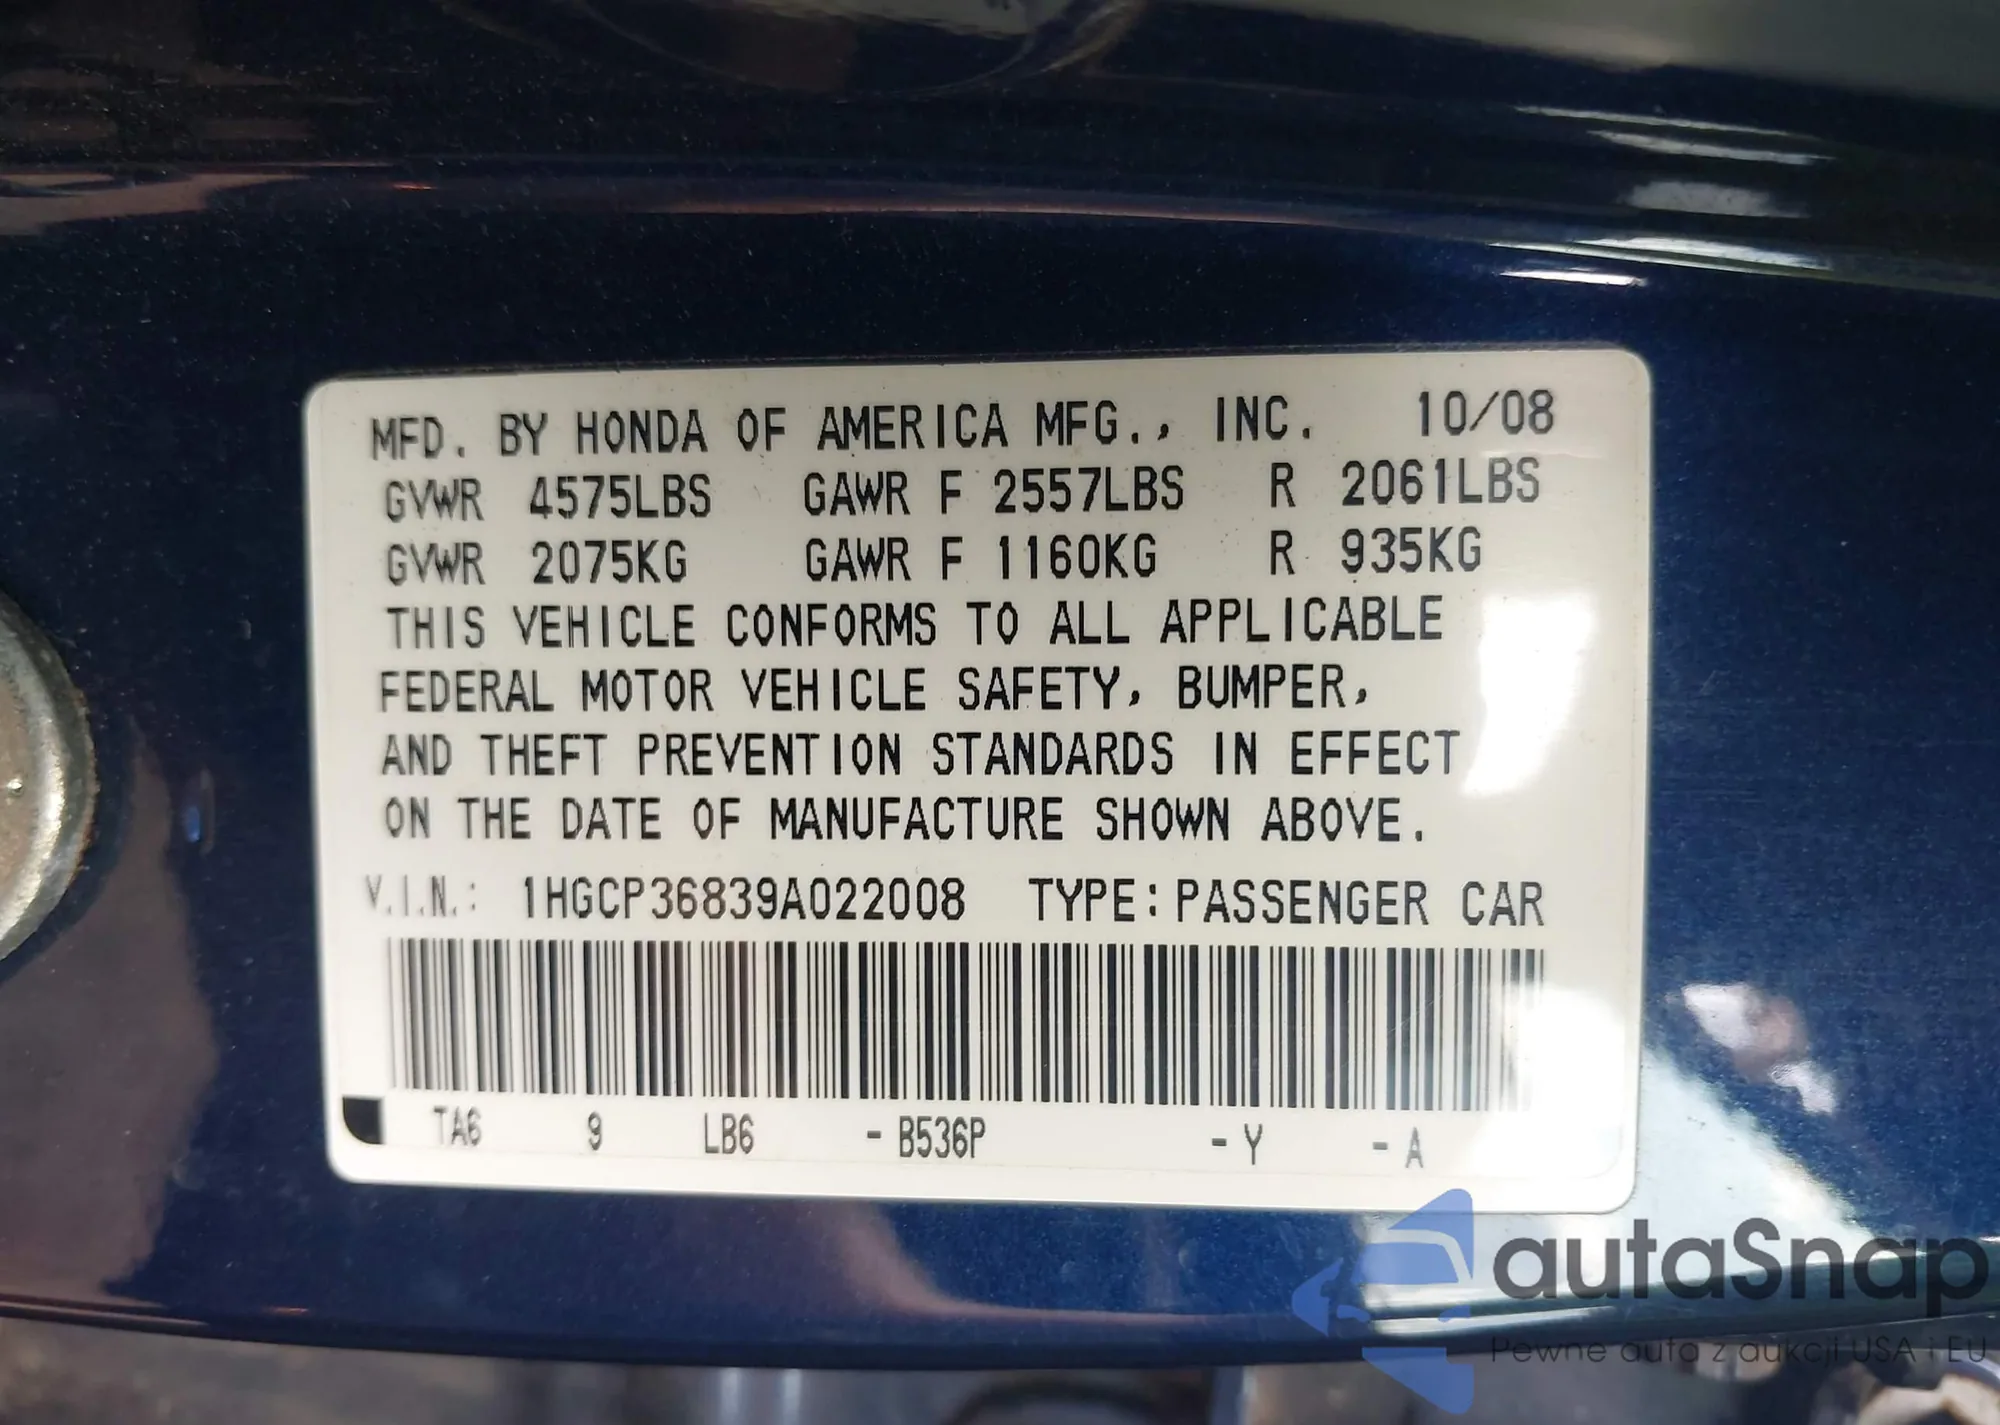 MFD. BY HONDA OF AMERICA MFG., INC. 10/08
GVWR 4575LBS GAWR F 2557LBS R 2061LBS
GVWR 2075KG GAWR F 1160KG R 935KG
THIS VEHICLE CONFORMS TO ALL APPLICABLE
FEDERAL MOTOR VEHICLE SAFETY, BUMPER,
AND THEFT PREVENTION STANDARDS IN EFFECT
ON THE DATE OF MANUFACTURE SHOWN ABOVE.
V.I.N.: 1HGCP36839A022008 TYPE: PASSENGER CAR
TA6 9 LB6 - B536P - Y - A
autaSnap
Pewne auta z aukcji USA i EU